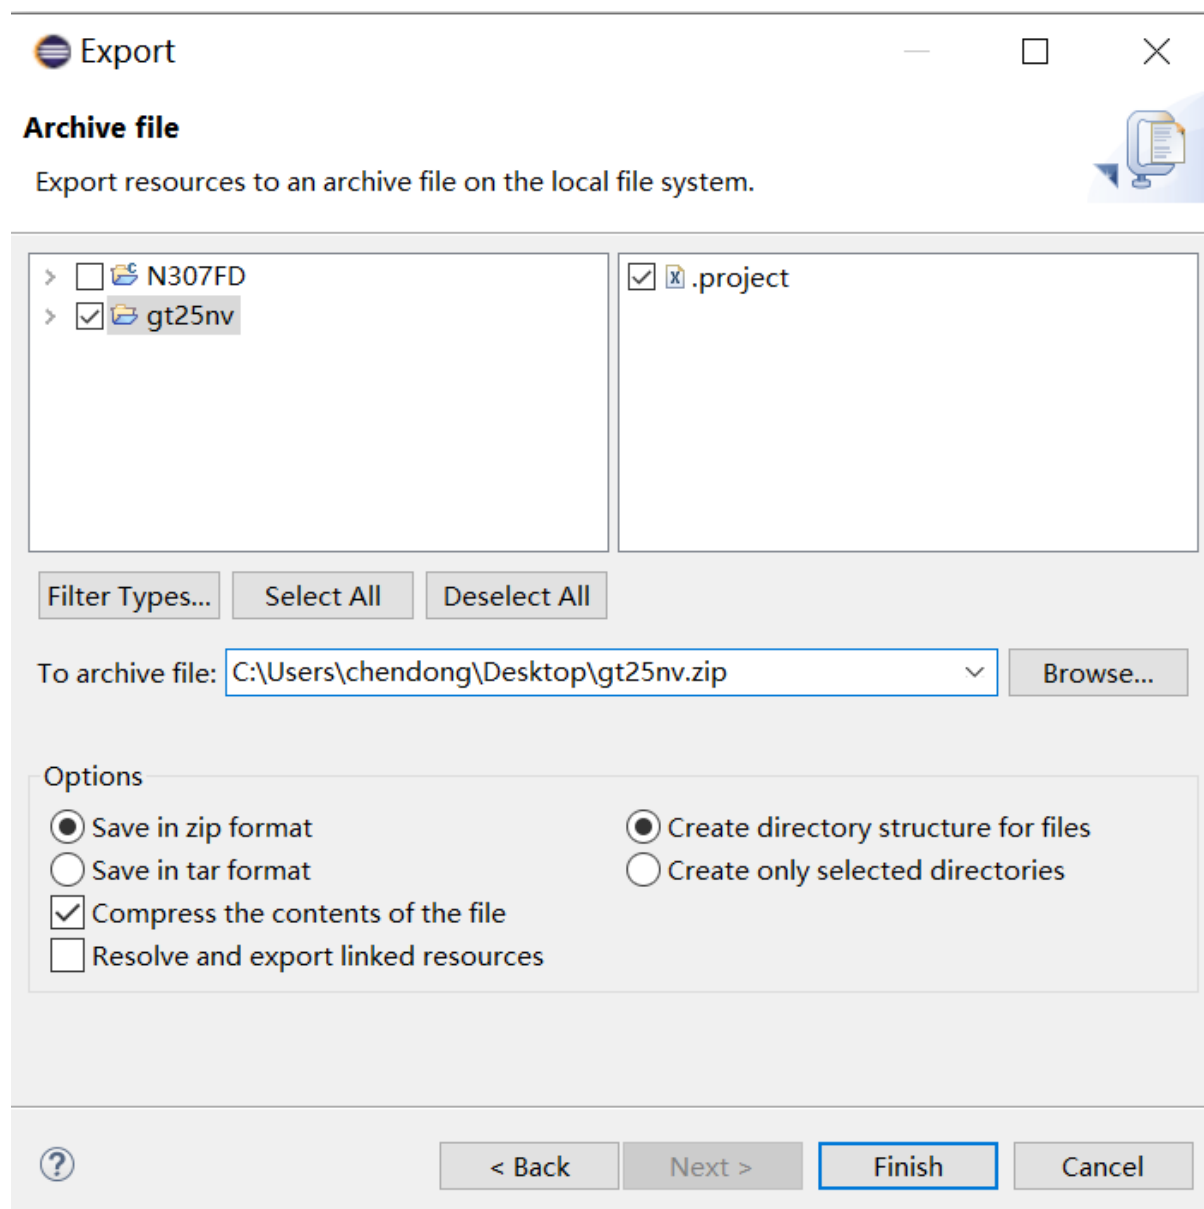 Export
Archive file
Export resources to an archive file on the local file system.
N307FD
gt25nv
.project
Filter Types... Select All Deselect All
To archive file: C:\Users\chendong\Desktop\gt25nv.zip Browse...
Options
Save in zip format Create directory structure for files
Save in tar format Create only selected directories
Compress the contents of the file
Resolve and export linked resources
< Back Next > Finish Cancel